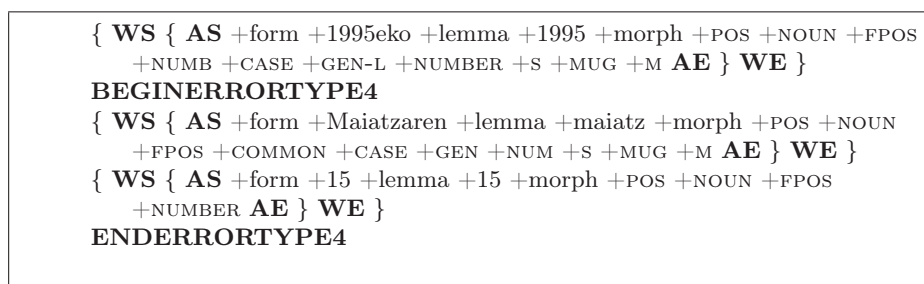 { WS { AS +form +1995eko +lemma +1995 +morph +POS +NOUN +FPOS
+NUMB +CASE +GEN-L +NUMBER +S +MUG +M AE } WE }
BEGINERRORTYPE4
{ WS { AS +form +Maiatzaren +lemma +maiatz +morph +POS +NOUN
+FPOS +COMMON +CASE +GEN +NUM +S +MUG +M AE } WE }
{ WS { AS +form +15 +lemma +15 +morph +POS +NOUN +FPOS
+NUMBER AE } WE }
ENDERRORTYPE4